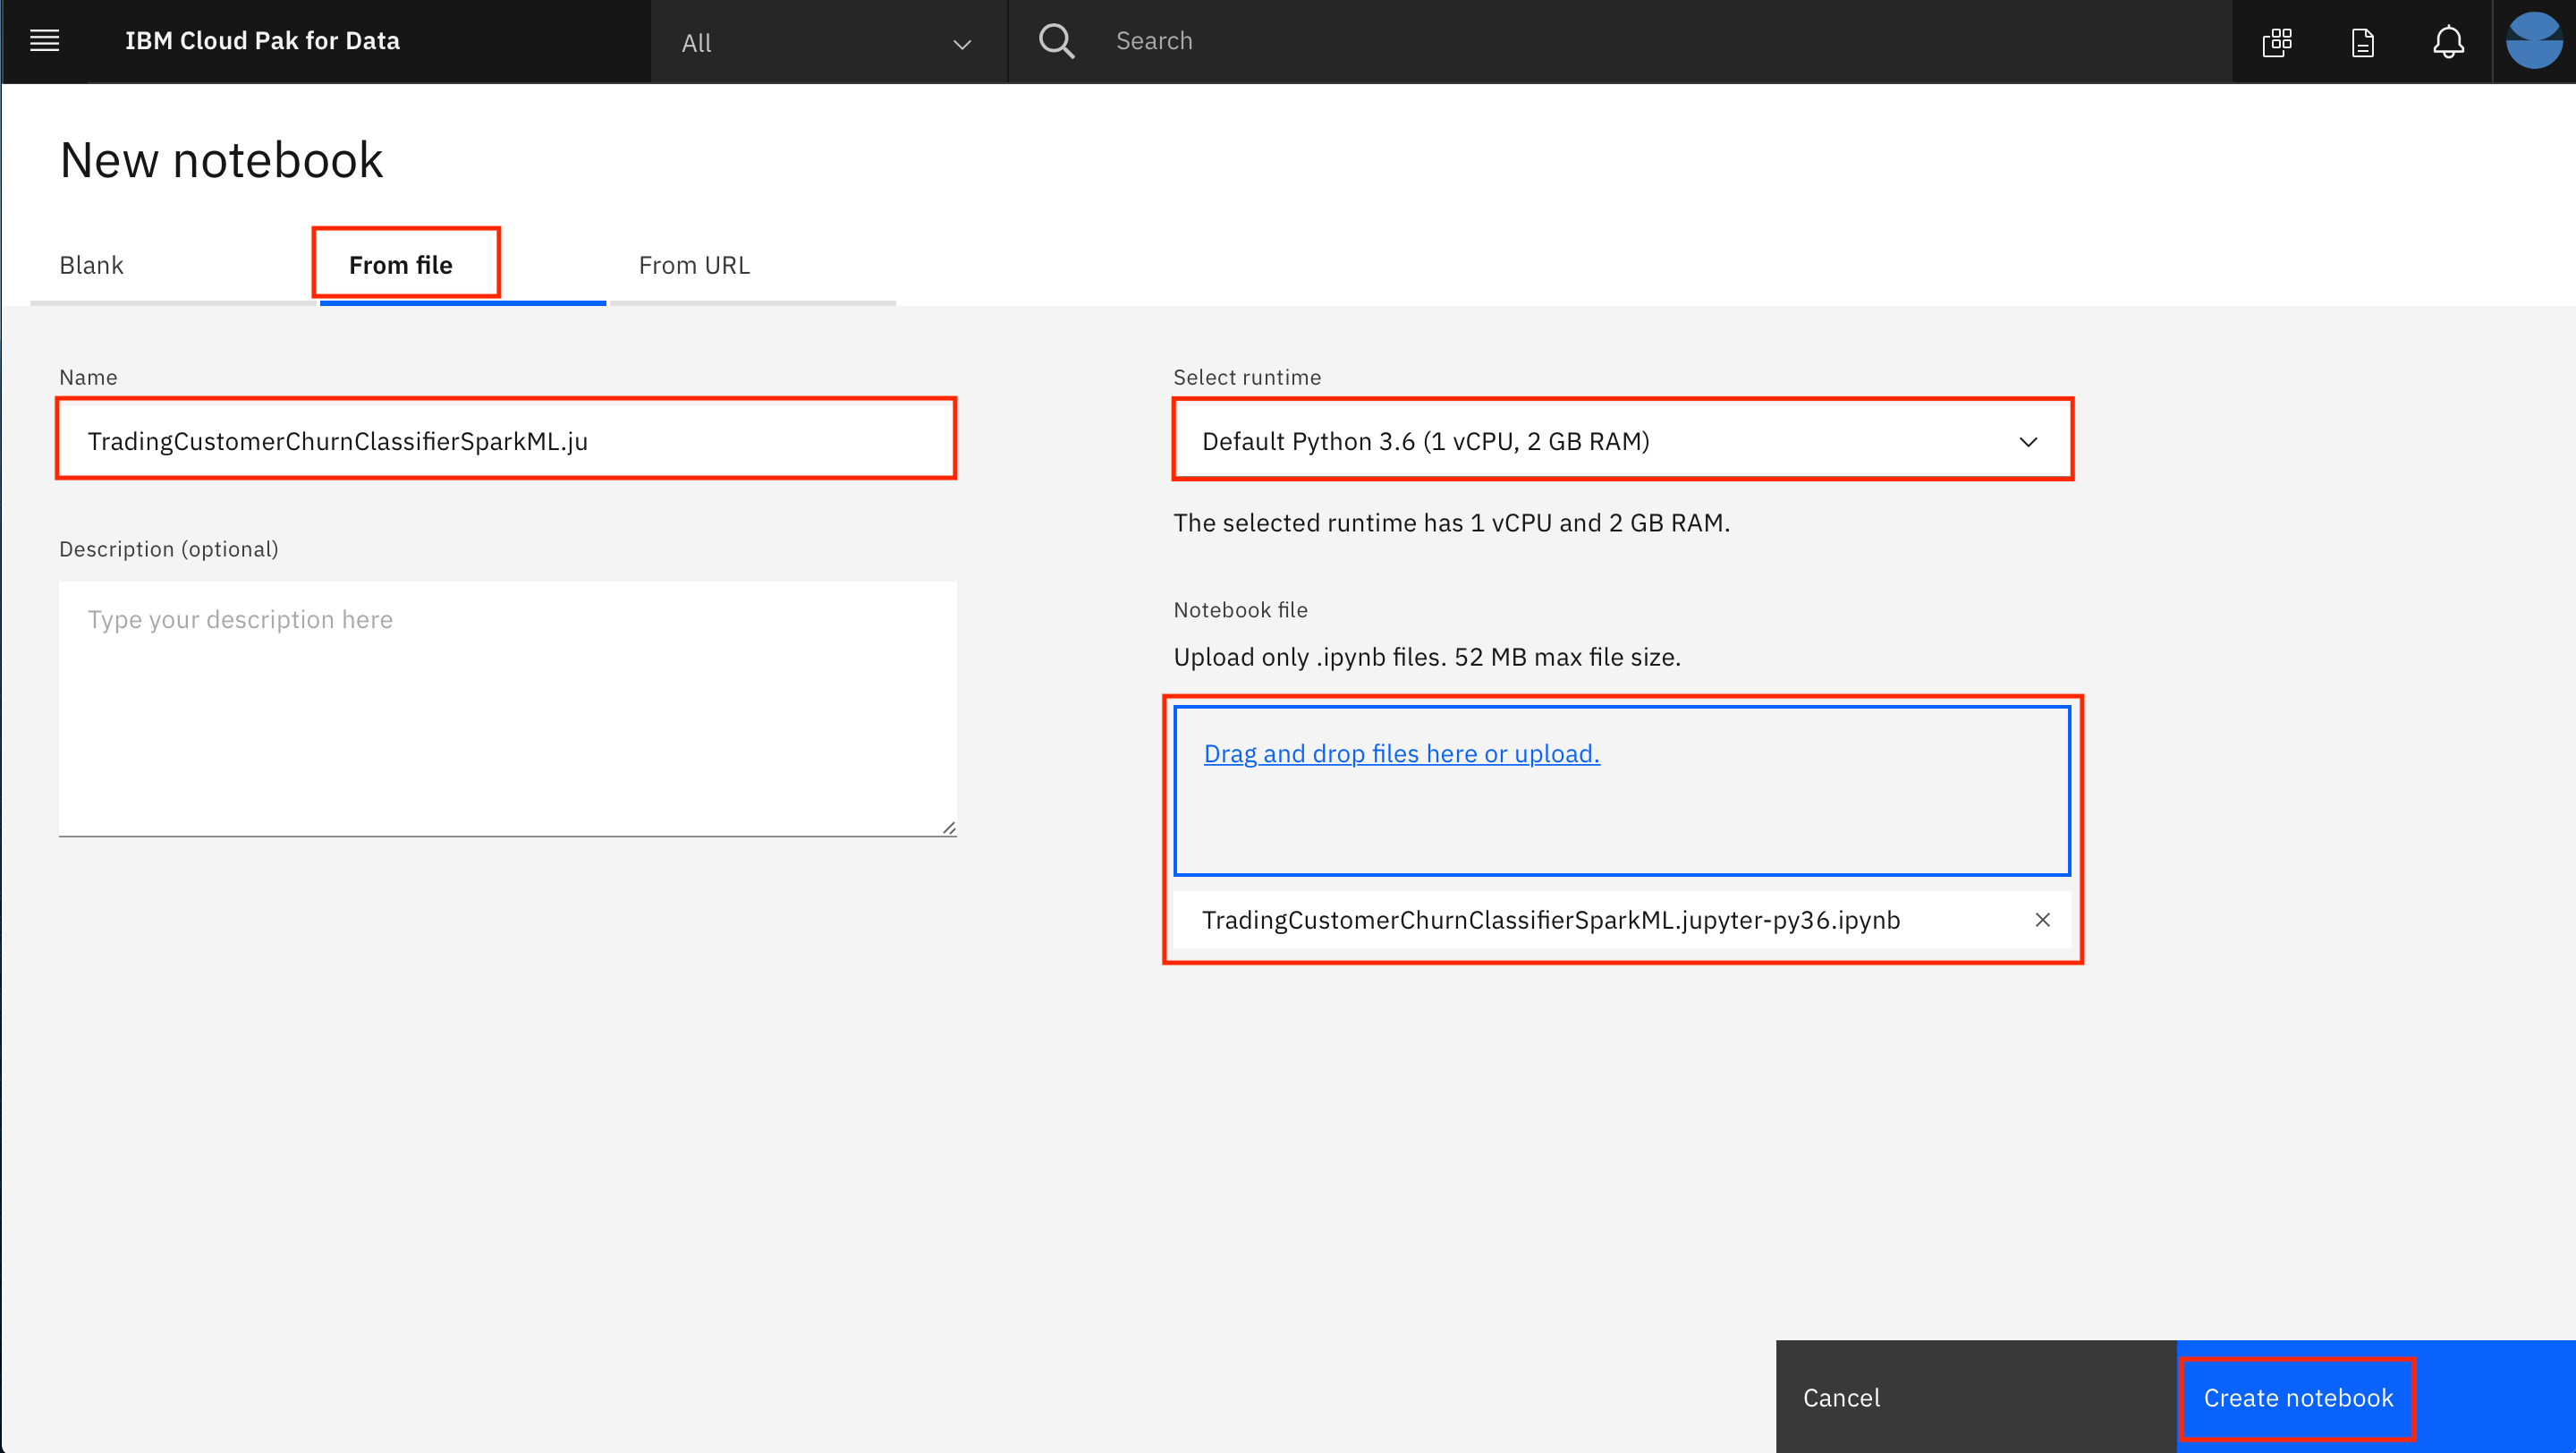 IBM Cloud Pak for Data
All
Search
New notebook
Blank
From file
From URL
Name
TradingCustomerChurnClassifierSparkML.ju
Description (optional)
Type your description here
Select runtime
Default Python 3.6 (1 vCPU, 2 GB RAM)
The selected runtime has 1 vCPU and 2 GB RAM.
Notebook file
Upload only .ipynb files. 52 MB max file size.
Drag and drop files here or upload.
TradingCustomerChurnClassifierSparkML.jupyter-py36.ipynb
Cancel
Create notebook